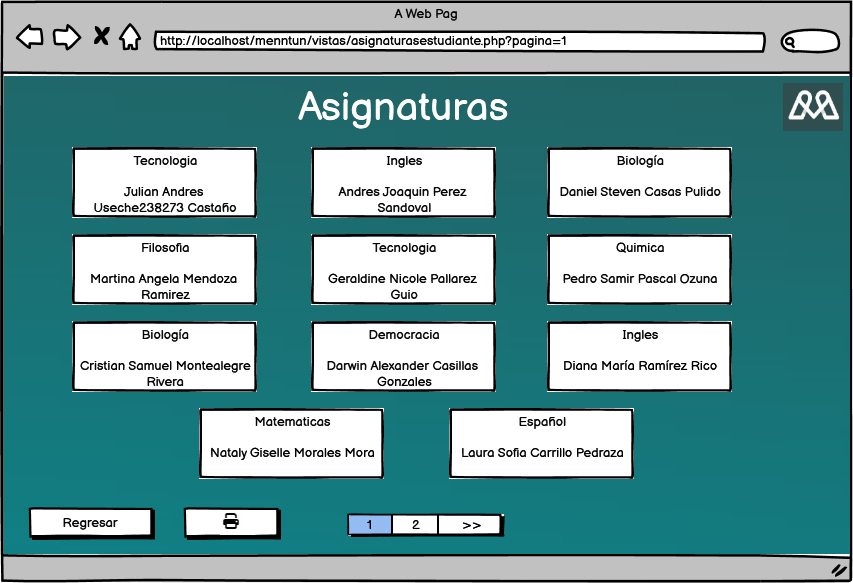 A Web Pag
http://localhost/menntun/vistas/asignaturasestudiante.php?pagina=1
Asignaturas
Tecnologia
Julian Andres
Useche238273 Castaño
Ingles
Andres Joaquin Perez
Sandoval
Biología
Daniel Steven Casas Pulido
Filosofia
Martina Angela Mendoza
Ramirez
Tecnologia
Geraldine Nicole Pallarez
Guio
Quimica
Pedro Samir Pascal Ozuna
Biología
Cristian Samuel Montealegre
Rivera
Democracia
Darwin Alexander Casillas
Gonzales
Ingles
Diana María Ramírez Rico
Matematicas
Nataly Giselle Morales Mora
Español
Laura Sofia Carrillo Pedraza
Regresar
1 2 >>